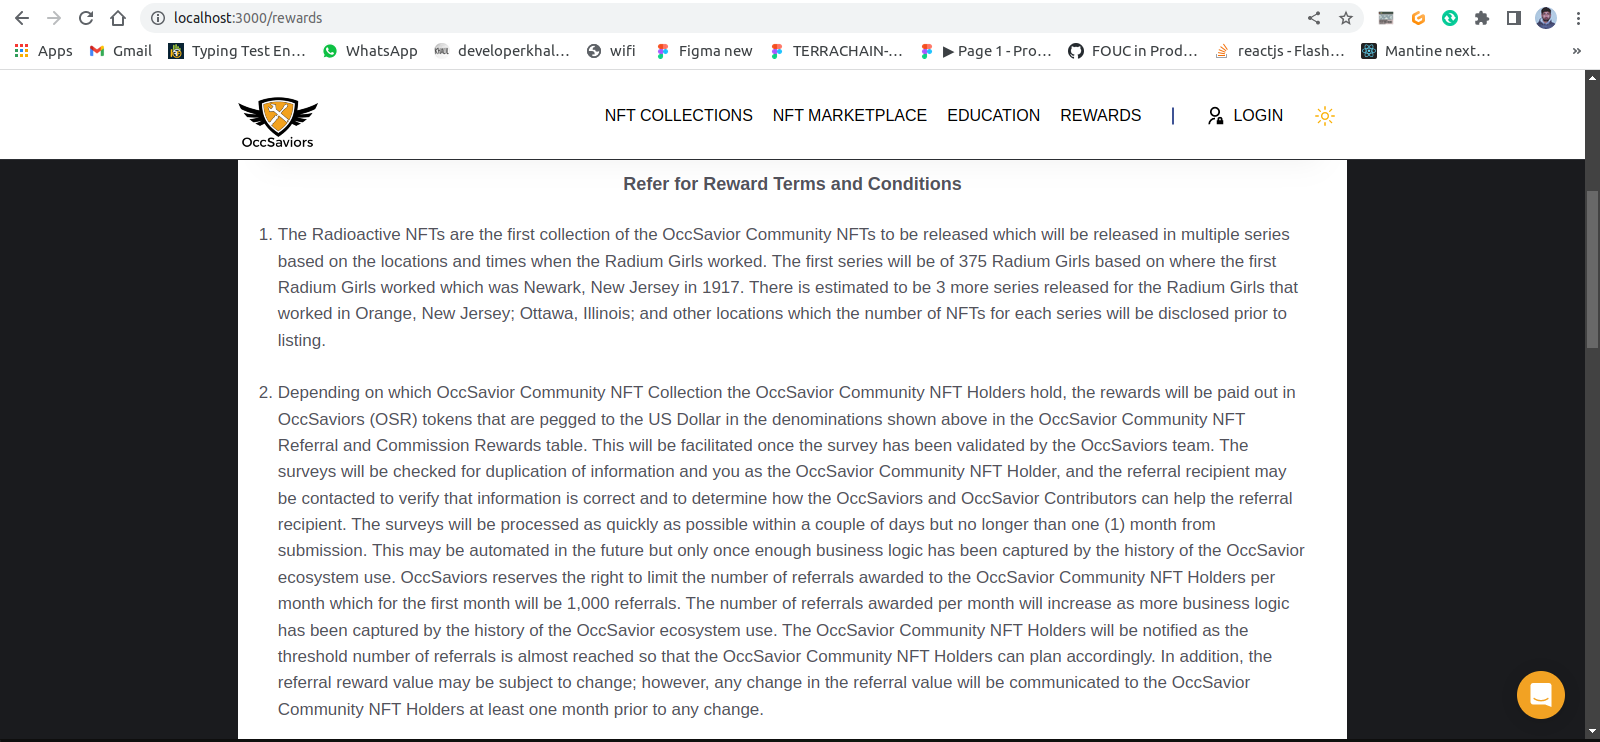 localhost:3000/rewards
Apps
Gmail
Typing Test En...
WhatsApp
developerkhal...
wifi
Figma new
TERRACHAIN-...
▶ Page 1 - Pro...
FOUC in Prod...
reactjs - Flash...
Mantine next...
»
OccSaviors
NFT COLLECTIONS
NFT MARKETPLACE
EDUCATION
REWARDS
|
LOGIN
Refer for Reward Terms and Conditions
1. The Radioactive NFTs are the first collection of the OccSavior Community NFTs to be released which will be released in multiple series
based on the locations and times when the Radium Girls worked. The first series will be of 375 Radium Girls based on where the first
Radium Girls worked which was Newark, New Jersey in 1917. There is estimated to be 3 more series released for the Radium Girls that
worked in Orange, New Jersey; Ottawa, Illinois; and other locations which the number of NFTs for each series will be disclosed prior to
listing.
2. Depending on which OccSavior Community NFT Collection the OccSavior Community NFT Holders hold, the rewards will be paid out in
OccSaviors (OSR) tokens that are pegged to the US Dollar in the denominations shown above in the OccSavior Community NFT
Referral and Commission Rewards table. This will be facilitated once the survey has been validated by the OccSaviors team. The
surveys will be checked for duplication of information and you as the OccSavior Community NFT Holder, and the referral recipient may
be contacted to verify that information is correct and to determine how the OccSaviors and OccSavior Contributors can help the referral
recipient. The surveys will be processed as quickly as possible within a couple of days but no longer than one (1) month from
submission. This may be automated in the future but only once enough business logic has been captured by the history of the OccSavior
ecosystem use. OccSaviors reserves the right to limit the number of referrals awarded to the OccSavior Community NFT Holders per
month which for the first month will be 1,000 referrals. The number of referrals awarded per month will increase as more business logic
has been captured by the history of the OccSavior ecosystem use. The OccSavior Community NFT Holders will be notified as the
threshold number of referrals is almost reached so that the OccSavior Community NFT Holders can plan accordingly. In addition, the
referral reward value may be subject to change; however, any change in the referral value will be communicated to the OccSavior
Community NFT Holders at least one month prior to any change.